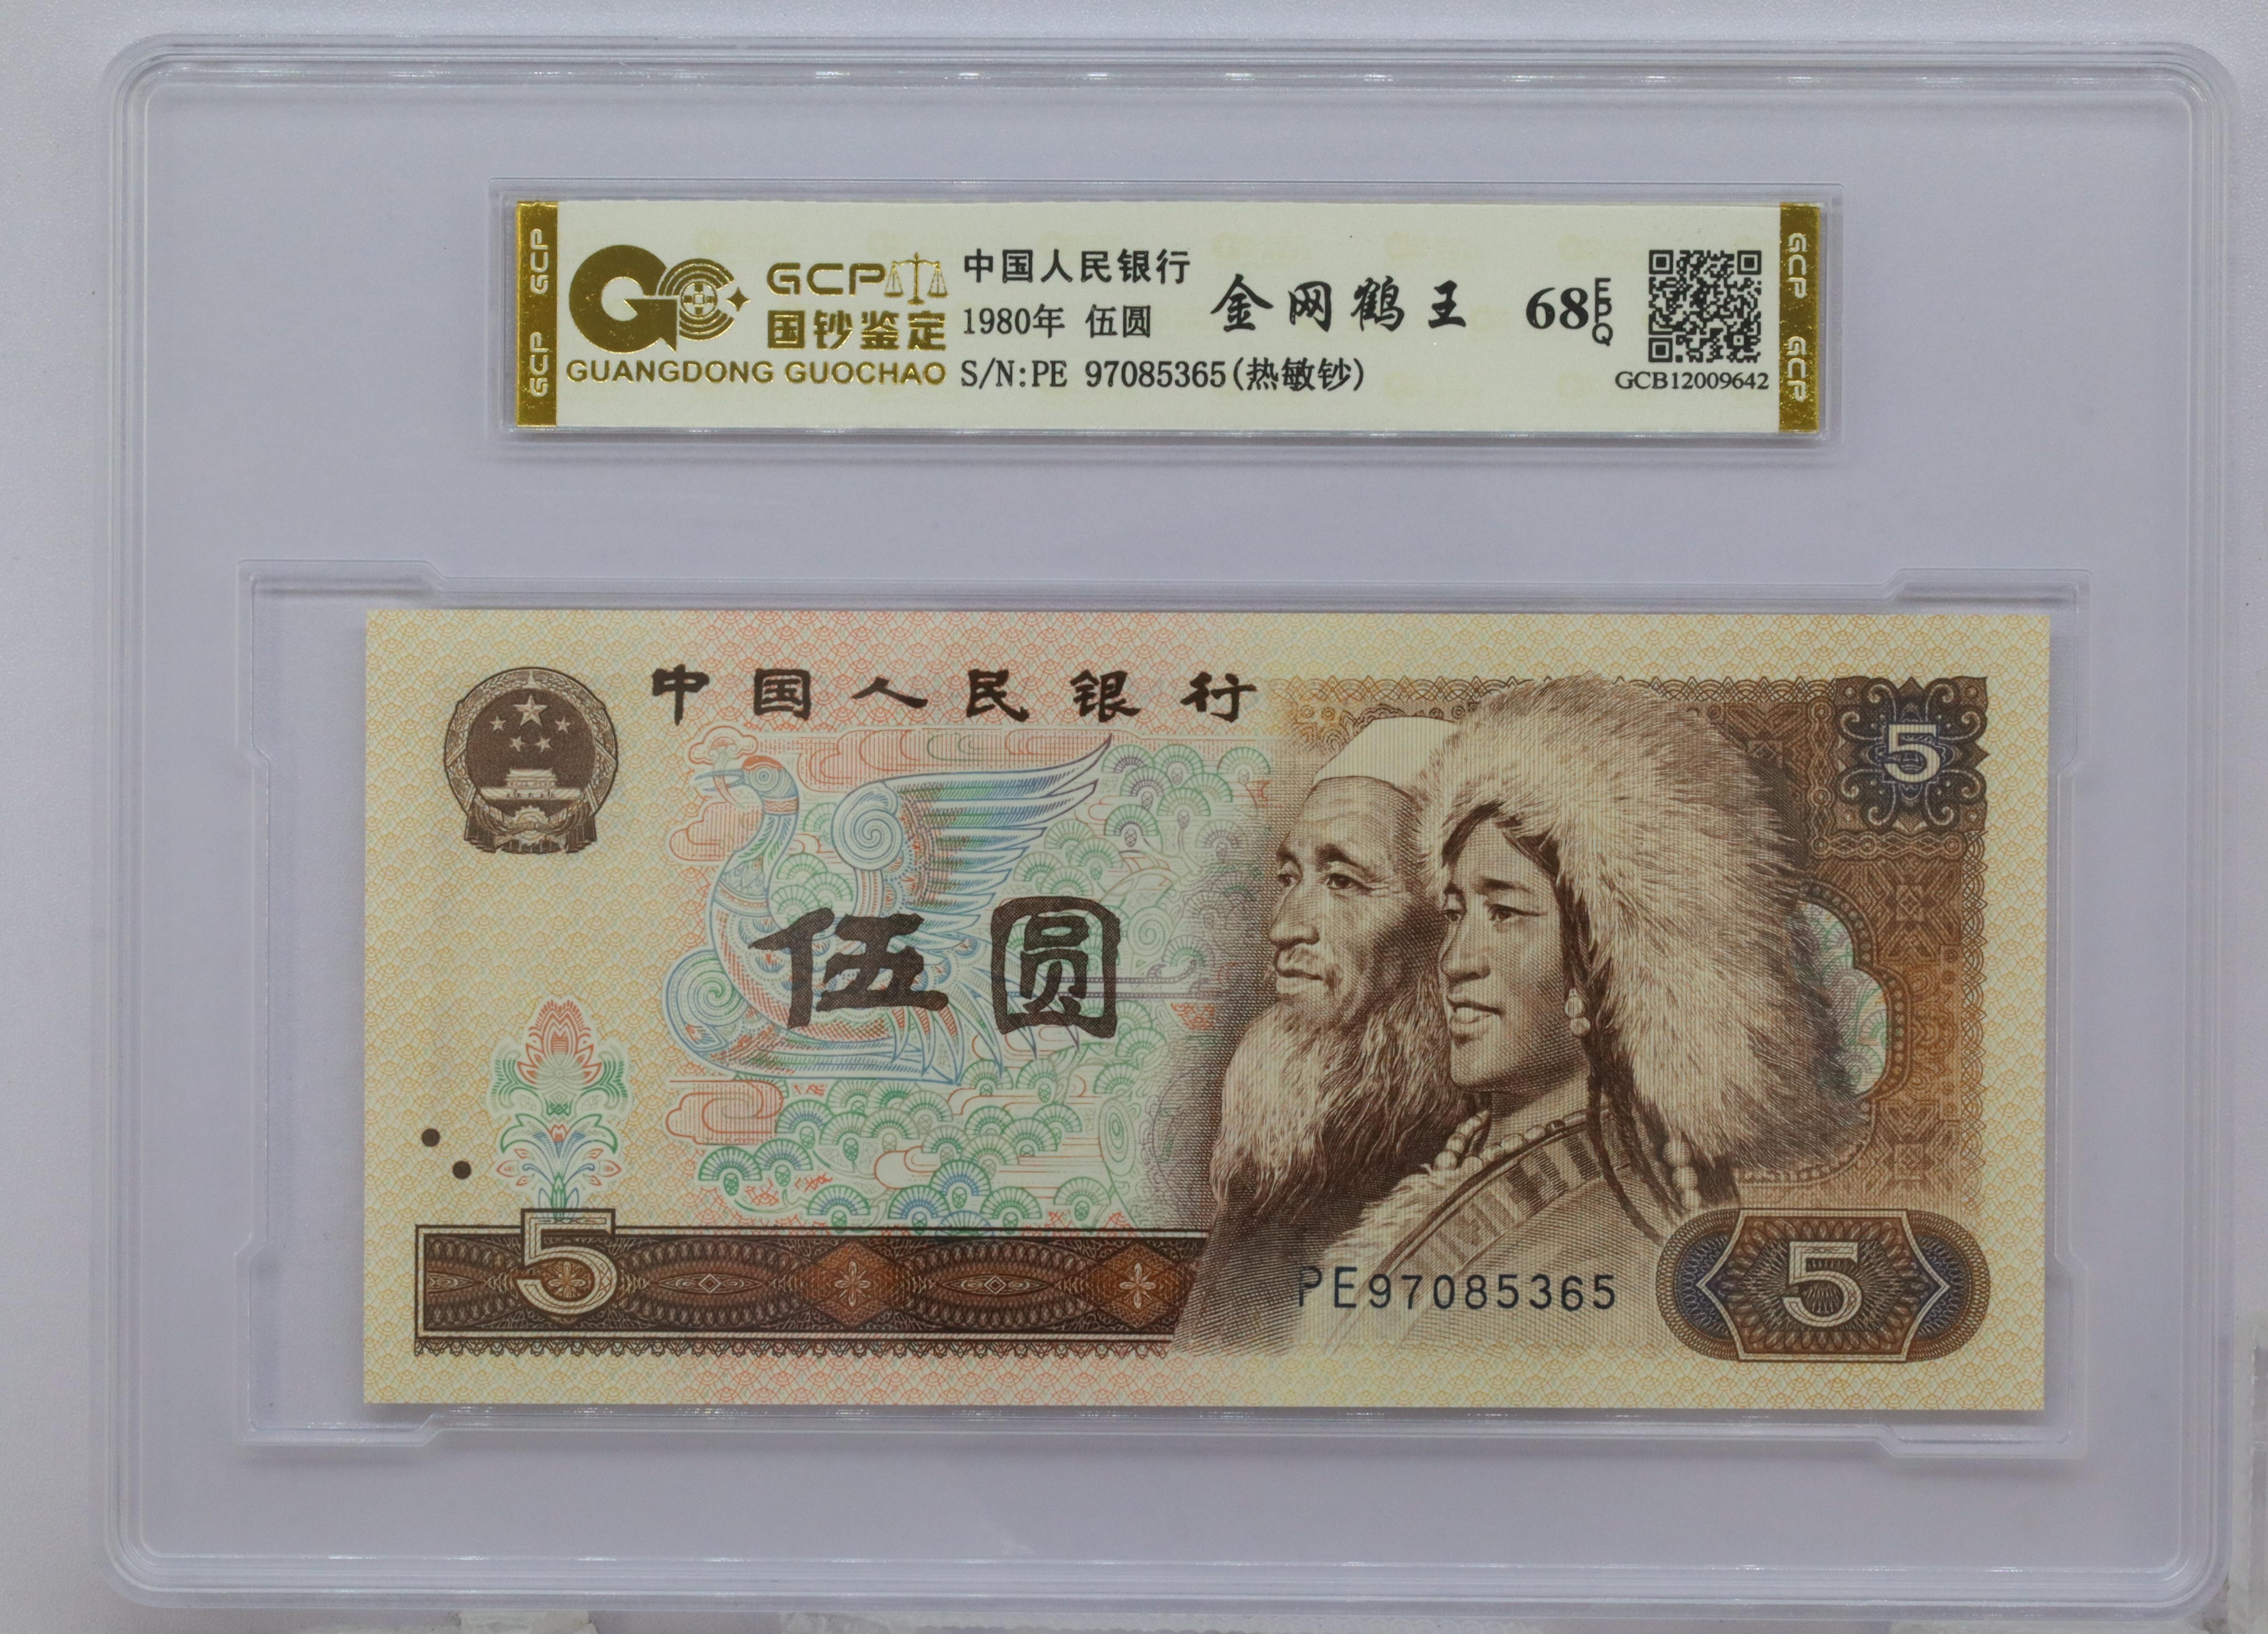 GCP GCP
GCP
国钞鉴定
GUANGDONG GUOCHAO
中国人民银行
1980年 伍圆
S/N:PE 97085365(热敏钞)
金网鹤王
68 EPQ
GCB12009642
GCP GCP
中国人民银行
5
伍圆
5
PE97085365
5